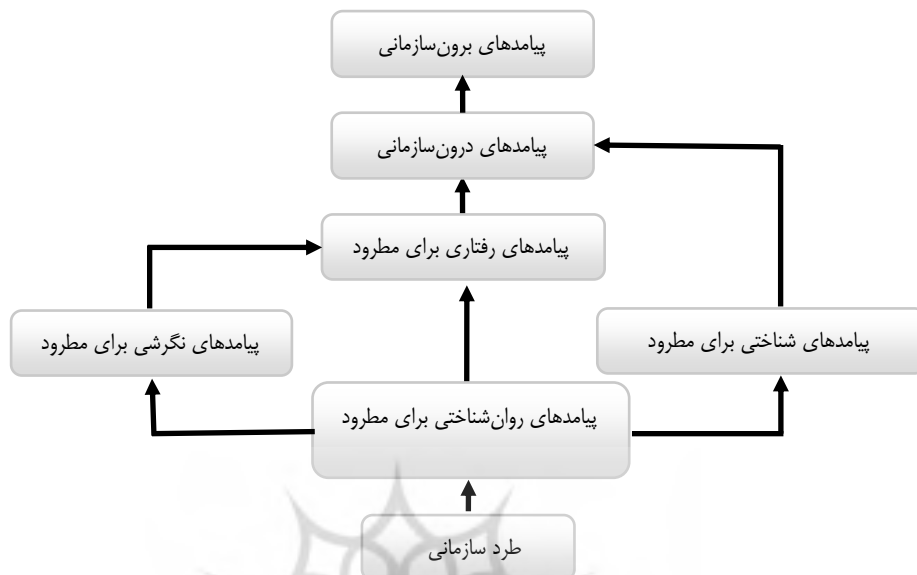 پیامدهای برون‌سازمانی
پیامدهای درون‌سازمانی
پیامدهای رفتاری برای مطرود
پیامدهای شناختی برای مطرود
پیامدهای نگرشی برای مطرود
پیامدهای روان‌شناختی برای مطرود
طرد سازمانی